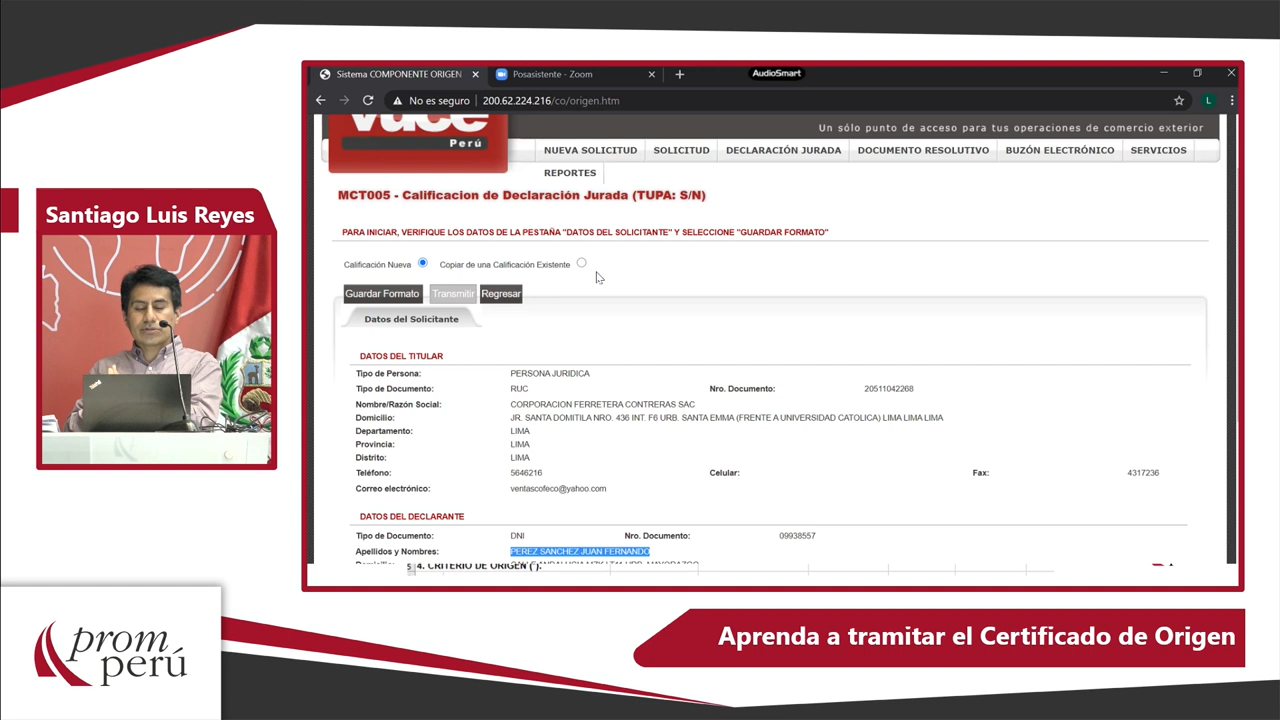 Sistema COMPONENTE ORIGEN
Posasistente - Zoom
AudioSmart
No es seguro 200.62.224.216/co/origen.htm
L
vuce
Perú
Un sólo punto de acceso para tus operaciones de comercio exterior
NUEVA SOLICITUD SOLICITUD DECLARACIÓN JURADA DOCUMENTO RESOLUTIVO BUZÓN ELECTRÓNICO SERVICIOS
REPORTES
MCT005 - Calificacion de Declaración Jurada (TUPA: S/N)
PARA INICIAR, VERIFIQUE LOS DATOS DE LA PESTAÑA "DATOS DEL SOLICITANTE" Y SELECCIONE "GUARDAR FORMATO"
Calificación Nueva Copiar de una Calificación Existente
Guardar Formato Transmitir Regresar
Datos del Solicitante
DATOS DEL TITULAR
Tipo de Persona: PERSONA JURIDICA
Tipo de Documento: RUC Nro. Documento: 20511042268
Nombre/Razón Social: CORPORACION FERRETERA CONTRERAS SAC
Domicilio: JR. SANTA DOMITILA NRO. 436 INT. F6 URB. SANTA EMMA (FRENTE A UNIVERSIDAD CATOLICA) LIMA LIMA LIMA
Departamento: LIMA
Provincia: LIMA
Distrito: LIMA
Teléfono: 5646216 Celular: Fax: 4317236
Correo electrónico: ventascofeco@yahoo.com
DATOS DEL DECLARANTE
Tipo de Documento: DNI Nro. Documento: 09938557
Apellidos y Nombres: PEREZ SANCHEZ JUAN FERNANDO
4. CRITERIO DE ORIGEN (*):
Santiago Luis Reyes
prom
perú
Aprenda a tramitar el Certificado de Origen